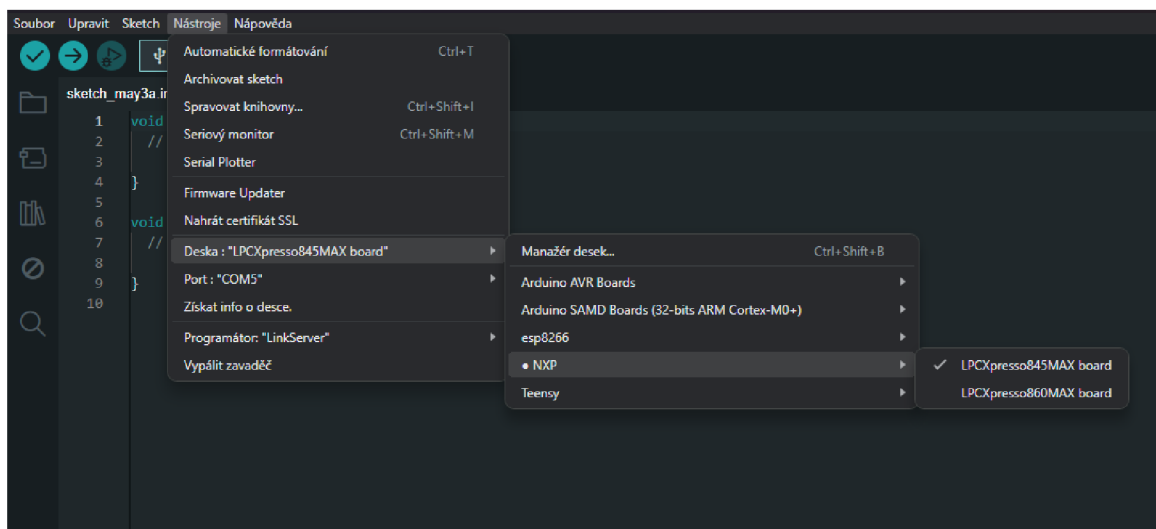 Soubor Upravit Sketch Nástroje Nápověda
sketch_may3a.in
1 void
2 //
3
4 }
5
6 void
7 //
8
9 }
10
Automatické formátování Ctrl+T
Archivovat sketch
Spravovat knihovny... Ctrl+Shift+I
Seriový monitor Ctrl+Shift+M
Serial Plotter
Firmware Updater
Nahrát certifikát SSL
Deska : "LPCXpresso845MAX board"
Port : "COM5"
Získat info o desce.
Programátor: "LinkServer"
Vypálit zavaděč
Manažér desek... Ctrl+Shift+B
Arduino AVR Boards
Arduino SAMD Boards (32-bits ARM Cortex-M0+)
esp8266
• NXP
Teensy
✓ LPCXpresso845MAX board
LPCXpresso860MAX board